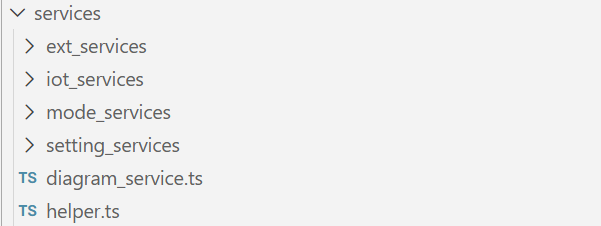 services
ext_services
iot_services
mode_services
setting_services
TS diagram_service.ts
TS helper.ts